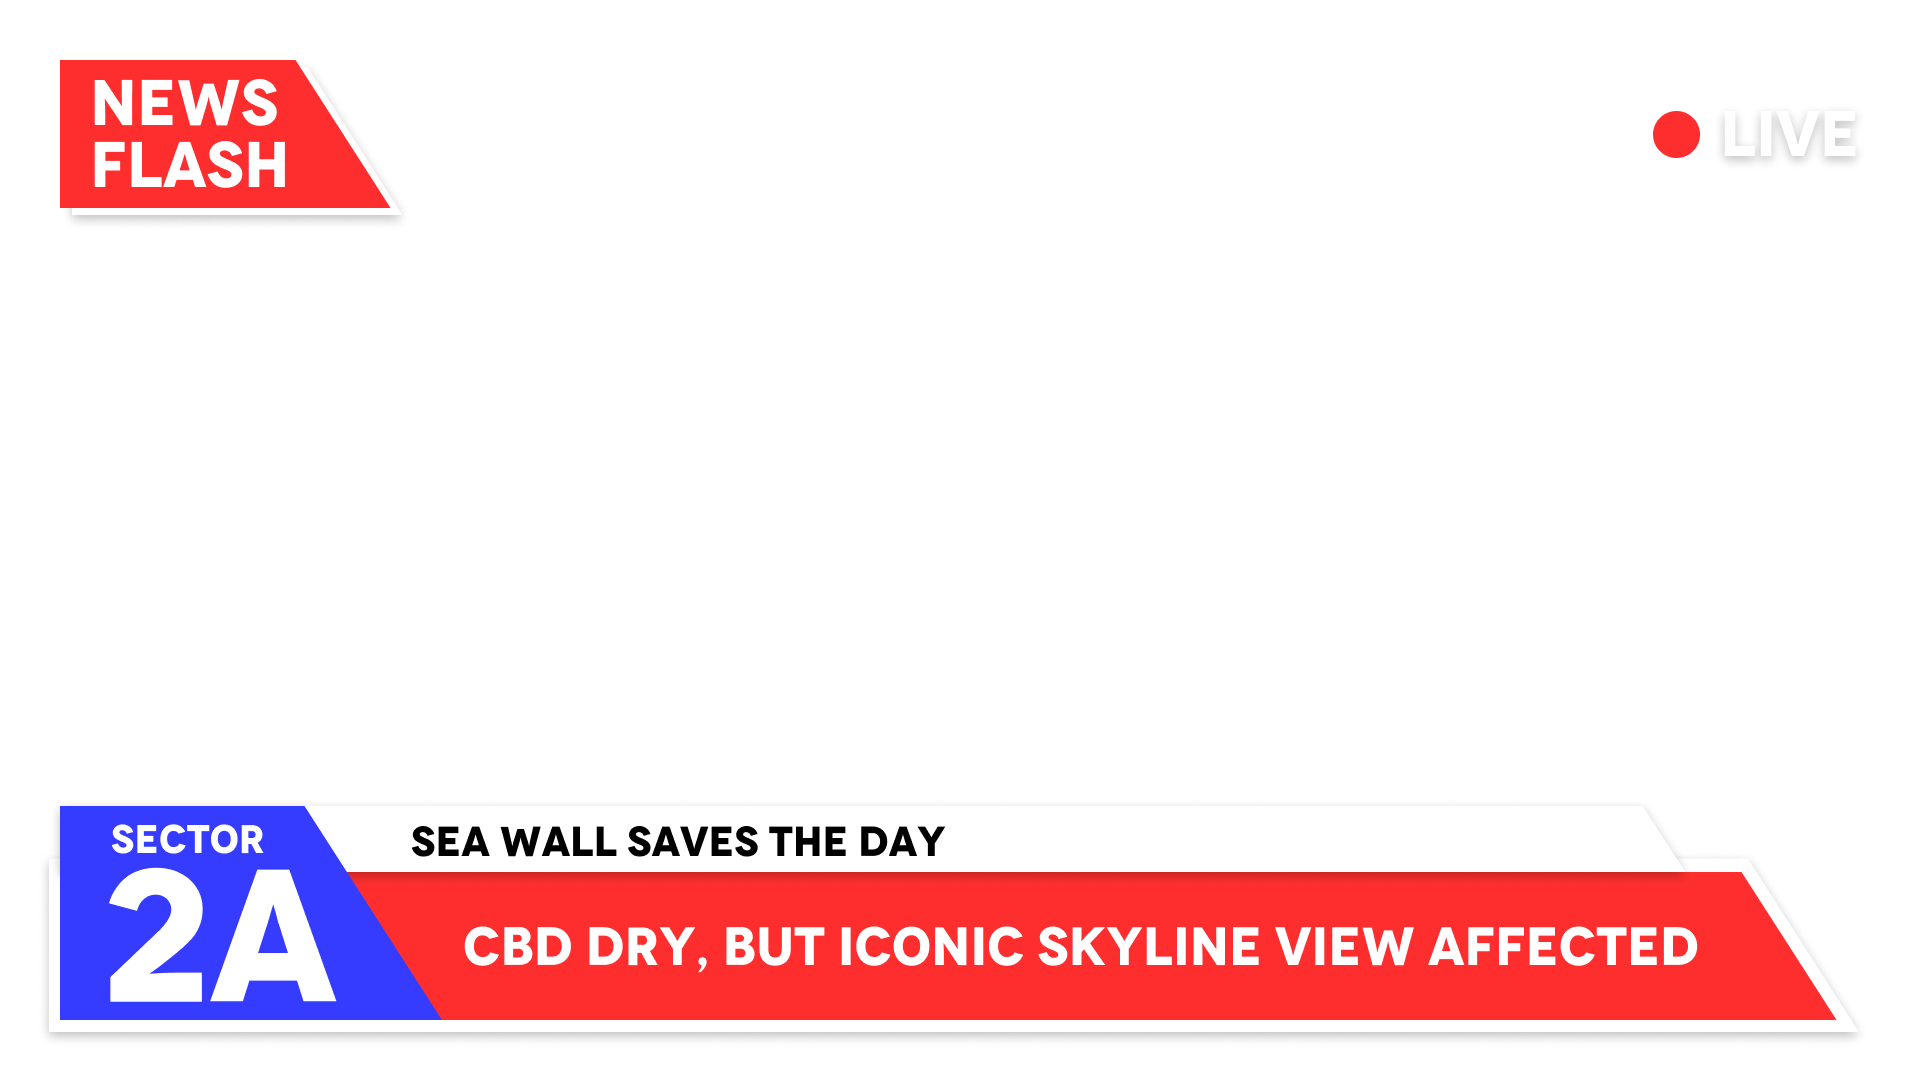 NEWS
FLASH
LIVE
SECTOR
2A
SEA WALL SAVES THE DAY
CBD DRY, BUT ICONIC SKYLINE VIEW AFFECTED